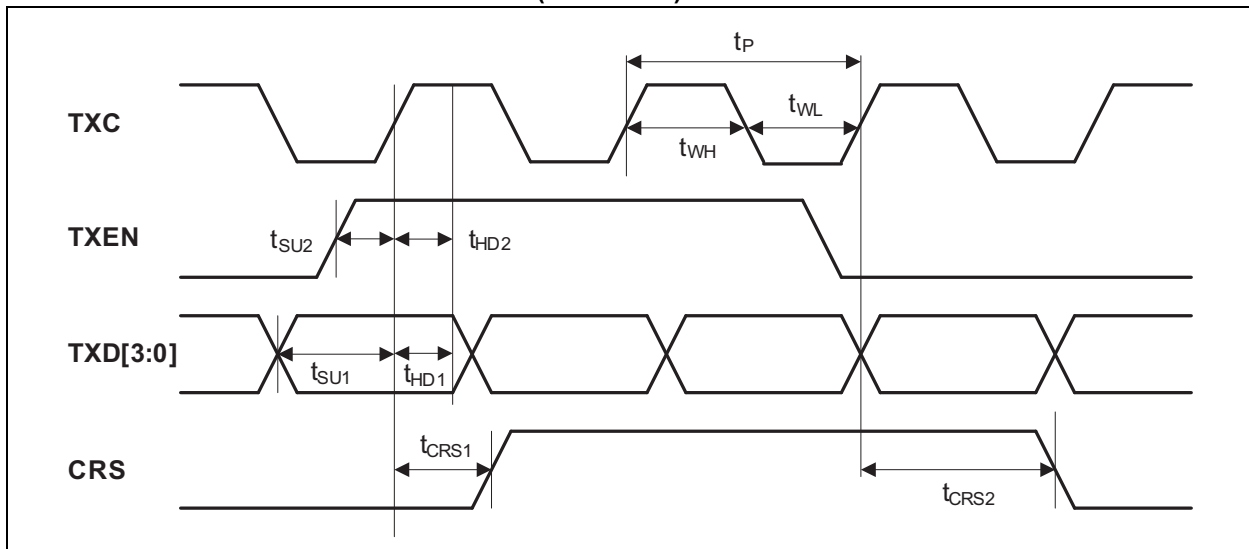 tP
TXC
tWL
tWH
TXEN
tSU2
tHD2
TXD[3:0]
tSU1
tHD1
CRS
tCRS1
tCRS2